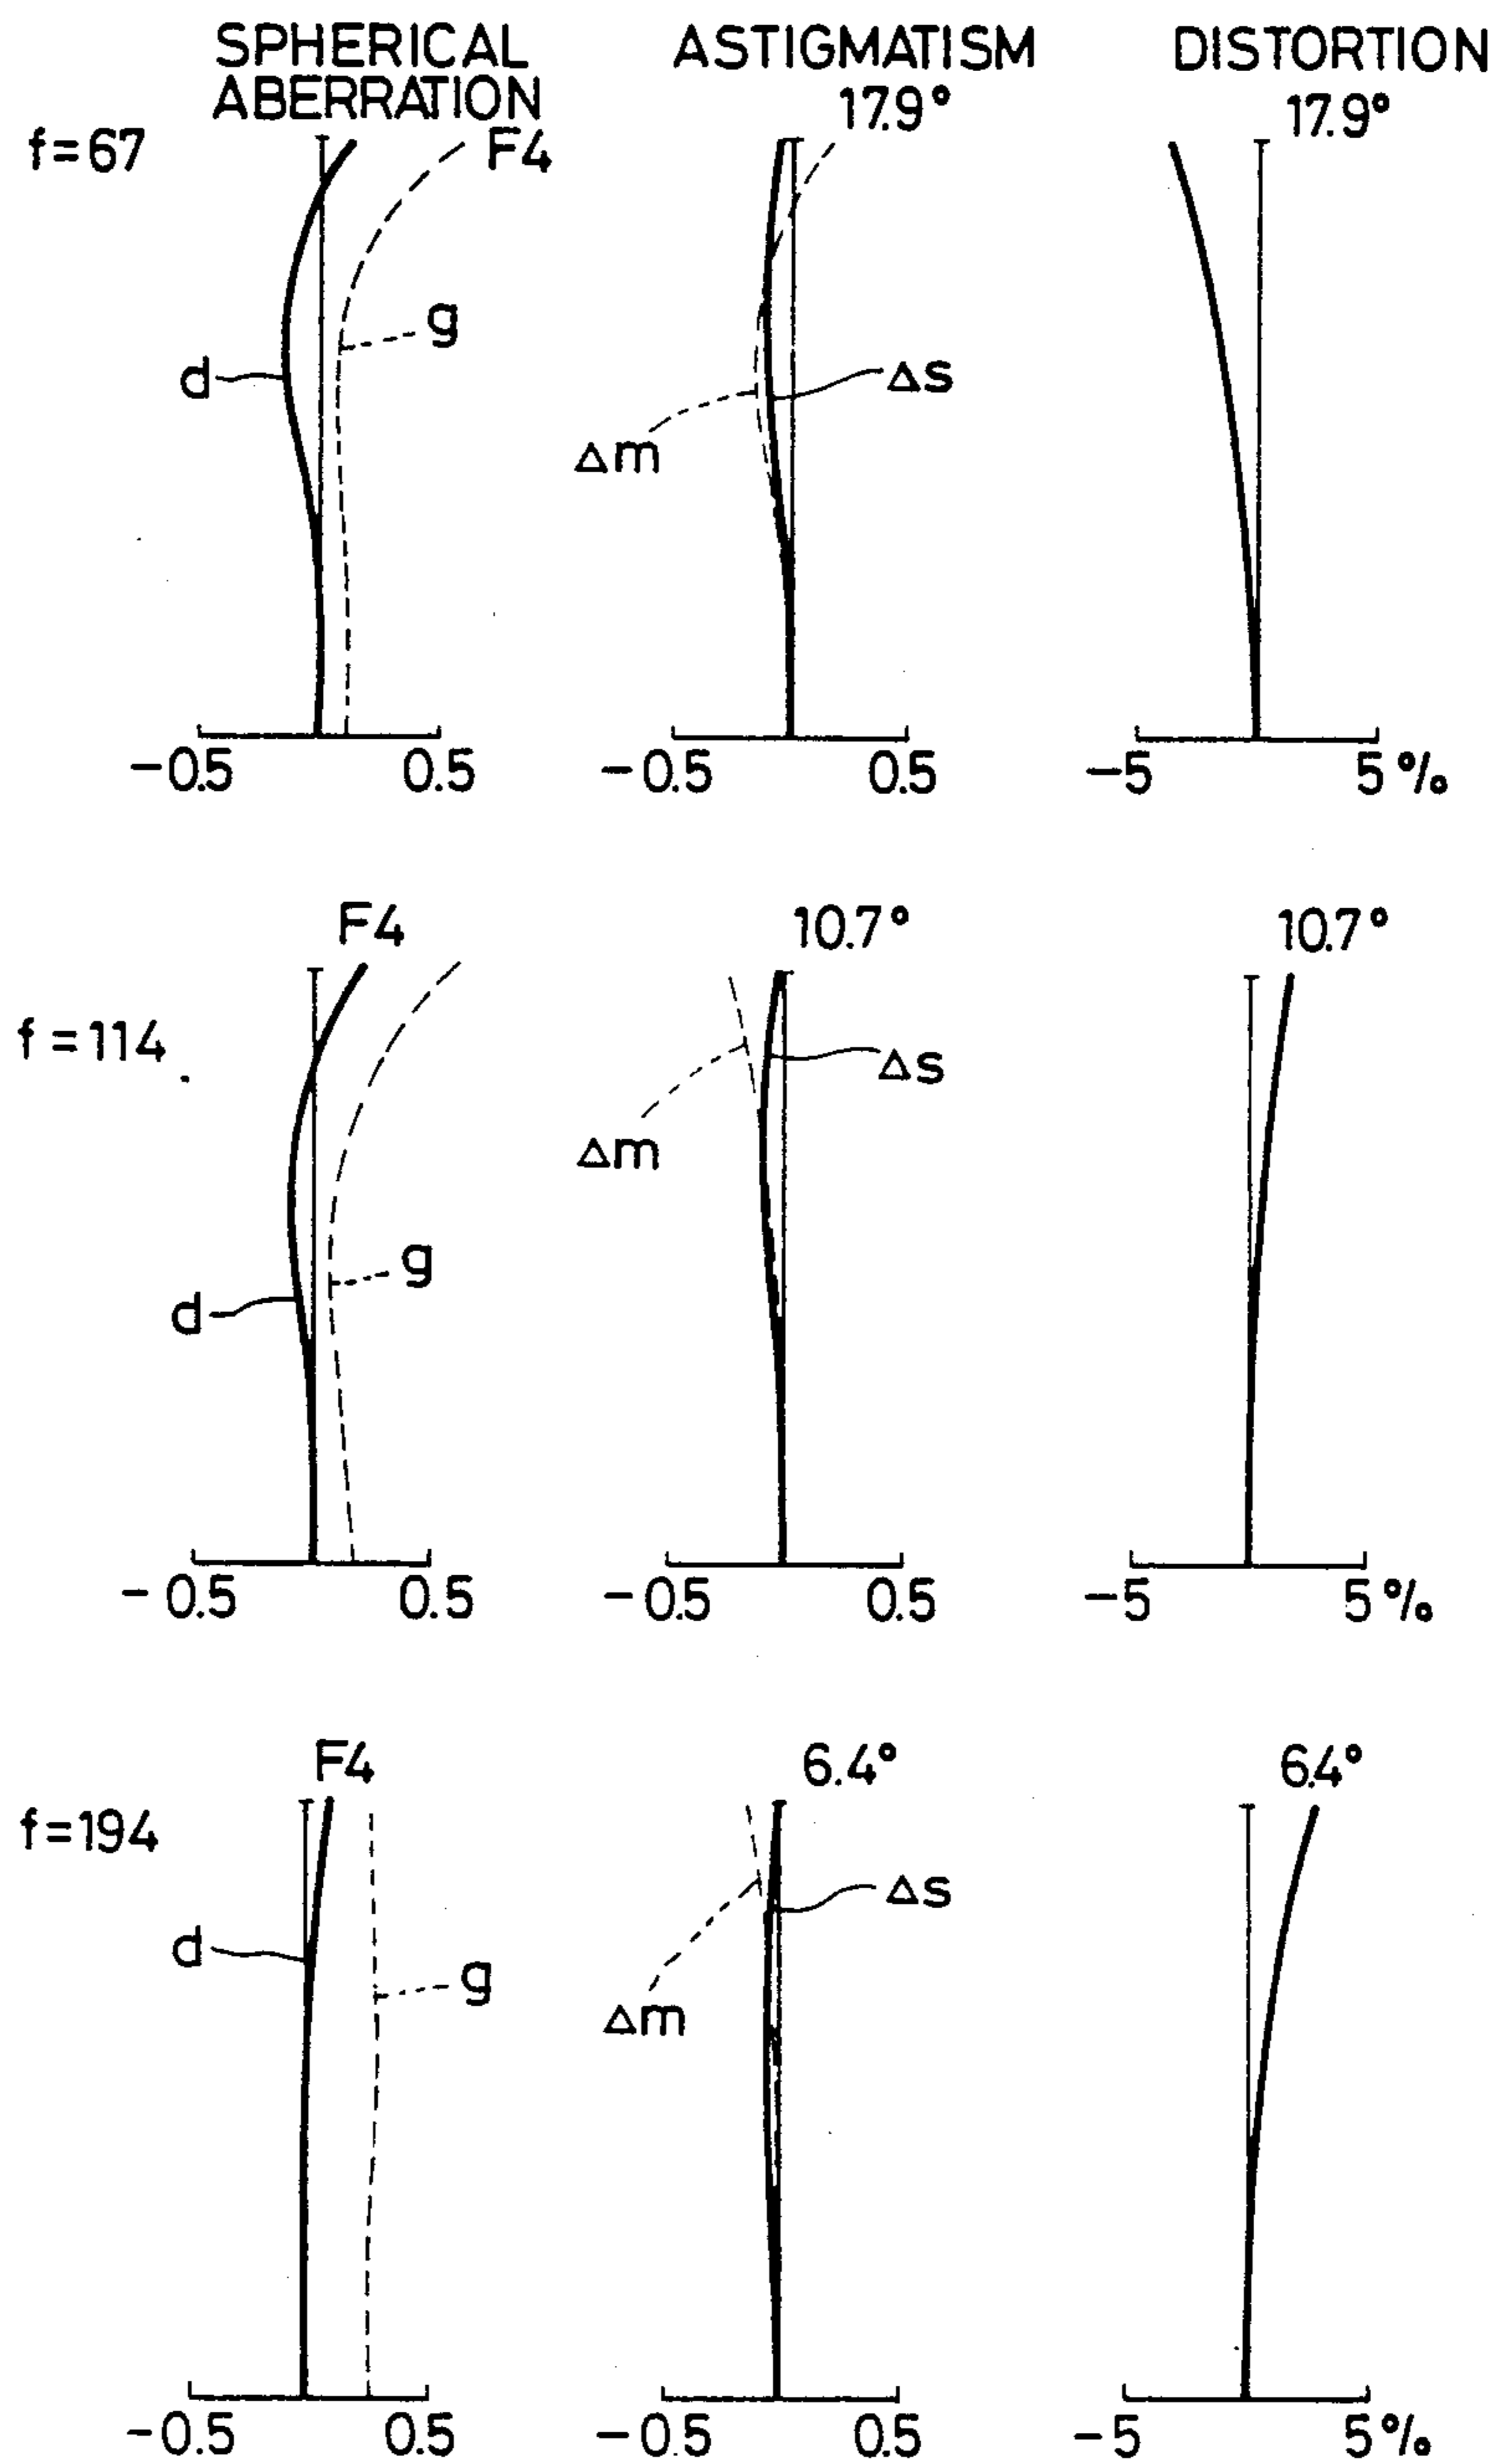 SPHERICAL ABERRATION
ASTIGMATISM
DISTORTION
f=67
F4
17.9°
17.9°
g
d
Δs
Δm
-0.5
0.5
-0.5
0.5
-5
5%
f=114
F4
10.7°
10.7°
Δs
Δm
g
d
-0.5
0.5
-0.5
0.5
-5
5%
f=194
F4
6.4°
6.4°
Δs
d
g
Δm
-0.5
0.5
-0.5
0.5
-5
5%